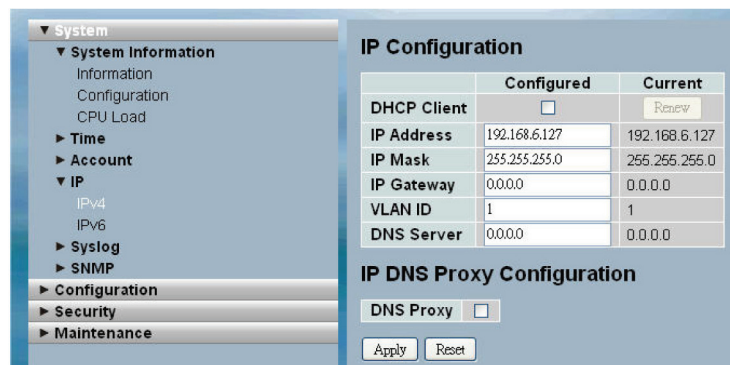 ▼ System
▼ System Information
Information
Configuration
CPU Load
► Time
► Account
▼ IP
IPv4
IPv6
► Syslog
► SNMP
► Configuration
► Security
► Maintenance
IP Configuration
Configured Current
DHCP Client Renew
IP Address 192.168.6.127 192.168.6.127
IP Mask 255.255.255.0 255.255.255.0
IP Gateway 0.0.0.0 0.0.0.0
VLAN ID 1 1
DNS Server 0.0.0.0 0.0.0.0
IP DNS Proxy Configuration
DNS Proxy
Apply Reset